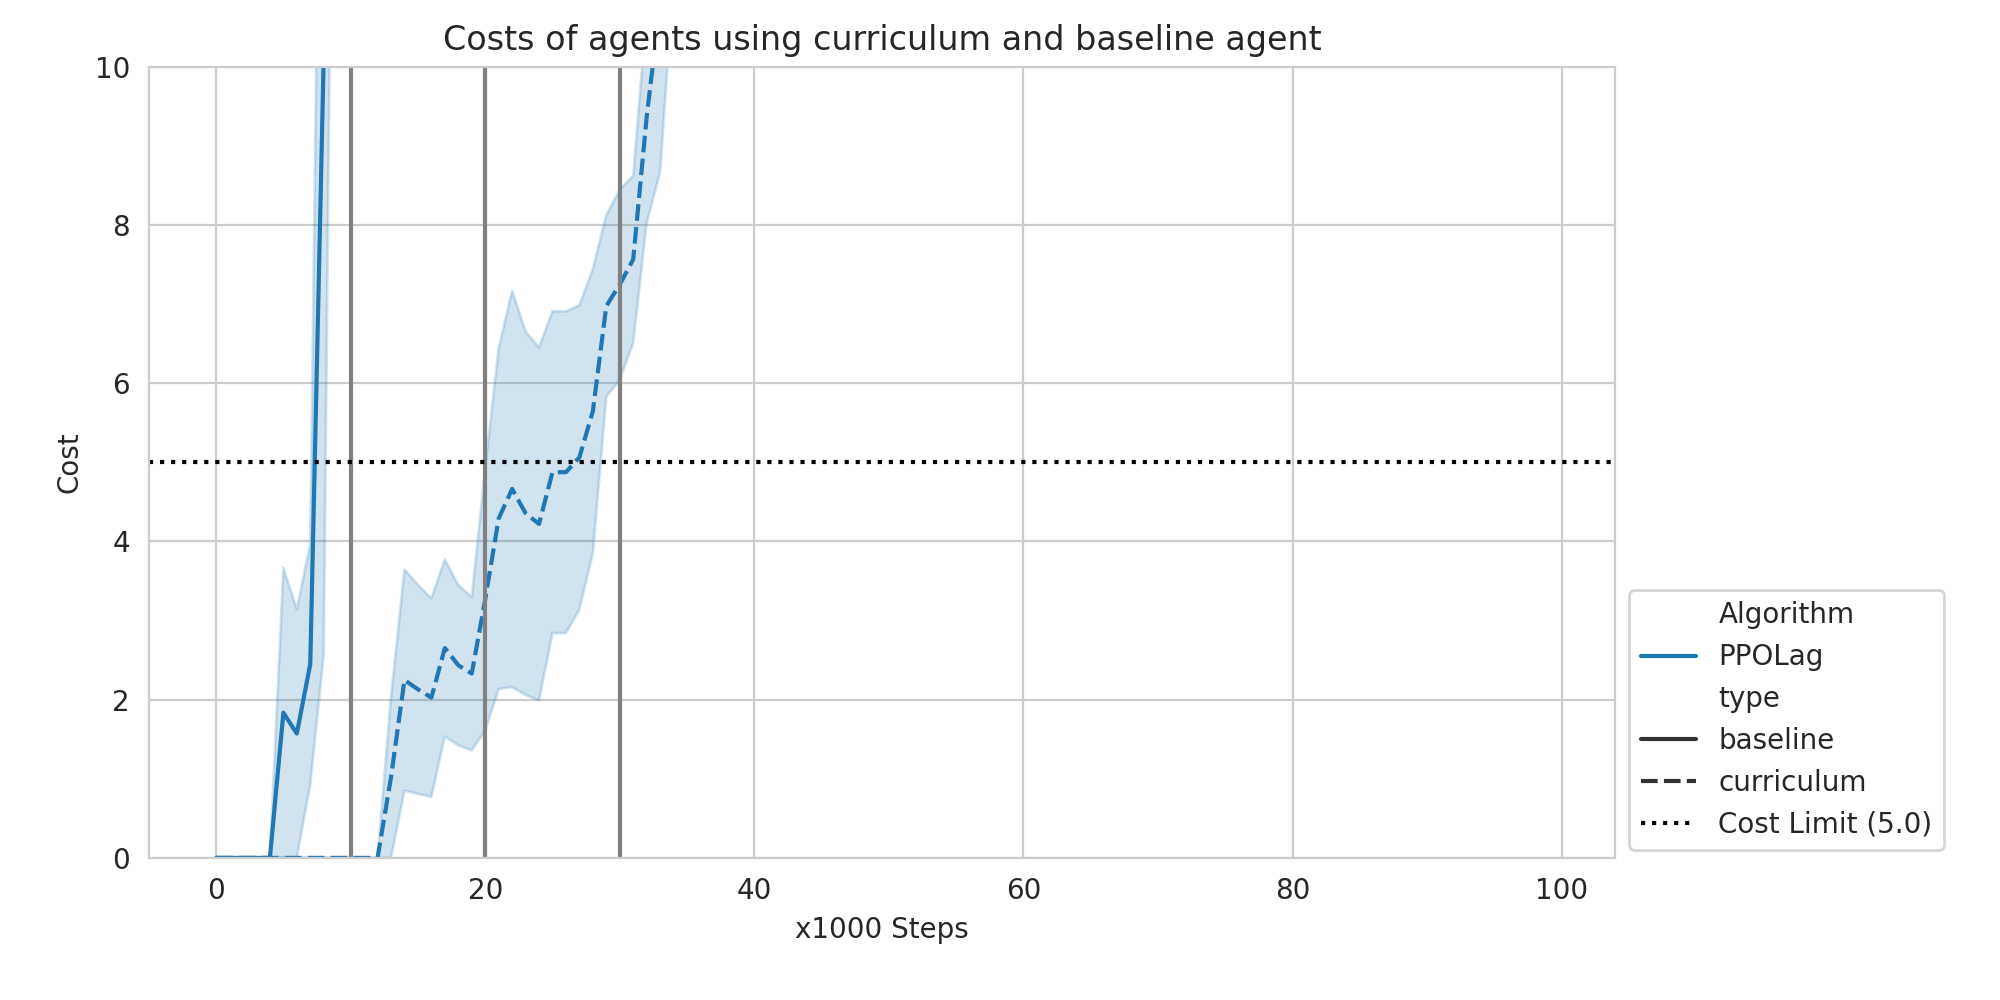 Costs of agents using curriculum and baseline agent
10
8
6
4
2
0
Cost
0 20 40 60 80 100
x1000 Steps
Algorithm
PPOLag
type
baseline
curriculum
Cost Limit (5.0)